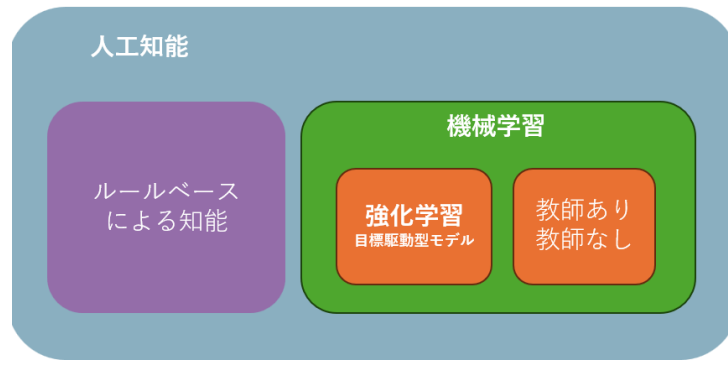 人工知能
ルールベース
による知能
機械学習
強化学習
目標駆動型モデル
教師あり
教師なし